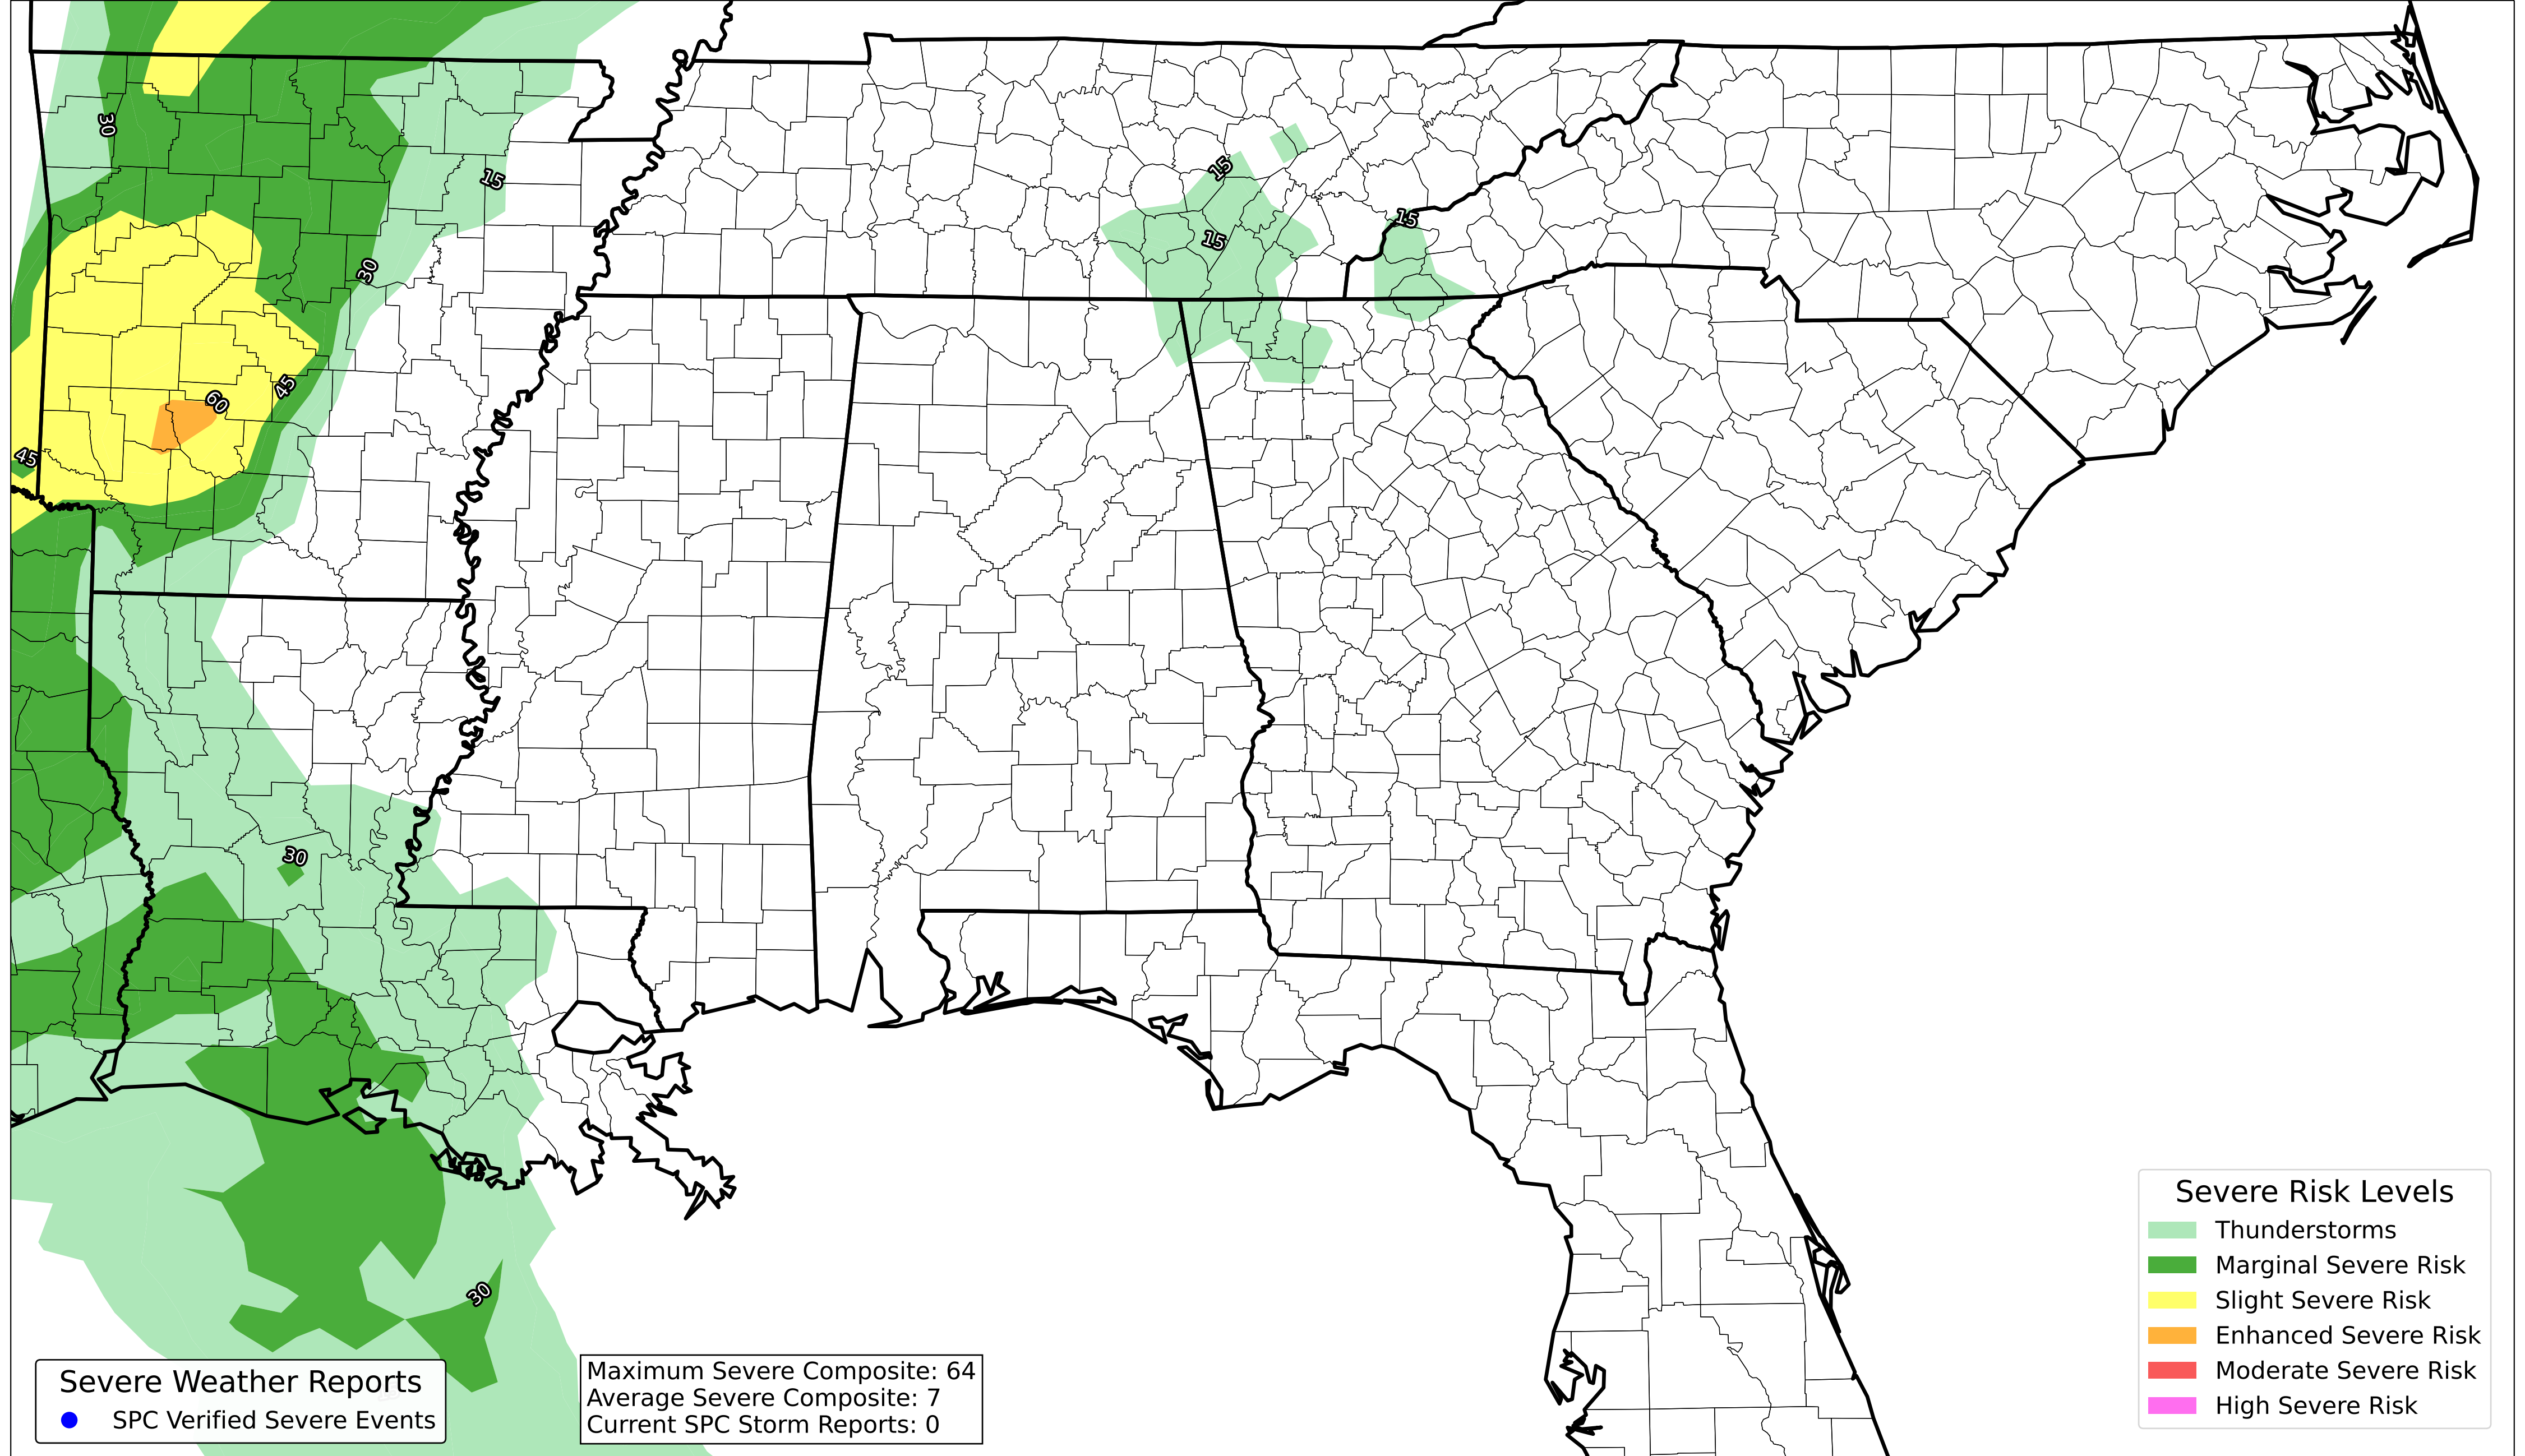 30
15
15
15
15
30
45
60
45
30
30
Severe Risk Levels
Thunderstorms
Marginal Severe Risk
Slight Severe Risk
Enhanced Severe Risk
Moderate Severe Risk
High Severe Risk
Severe Weather Reports
SPC Verified Severe Events
Maximum Severe Composite: 64
Average Severe Composite: 7
Current SPC Storm Reports: 0